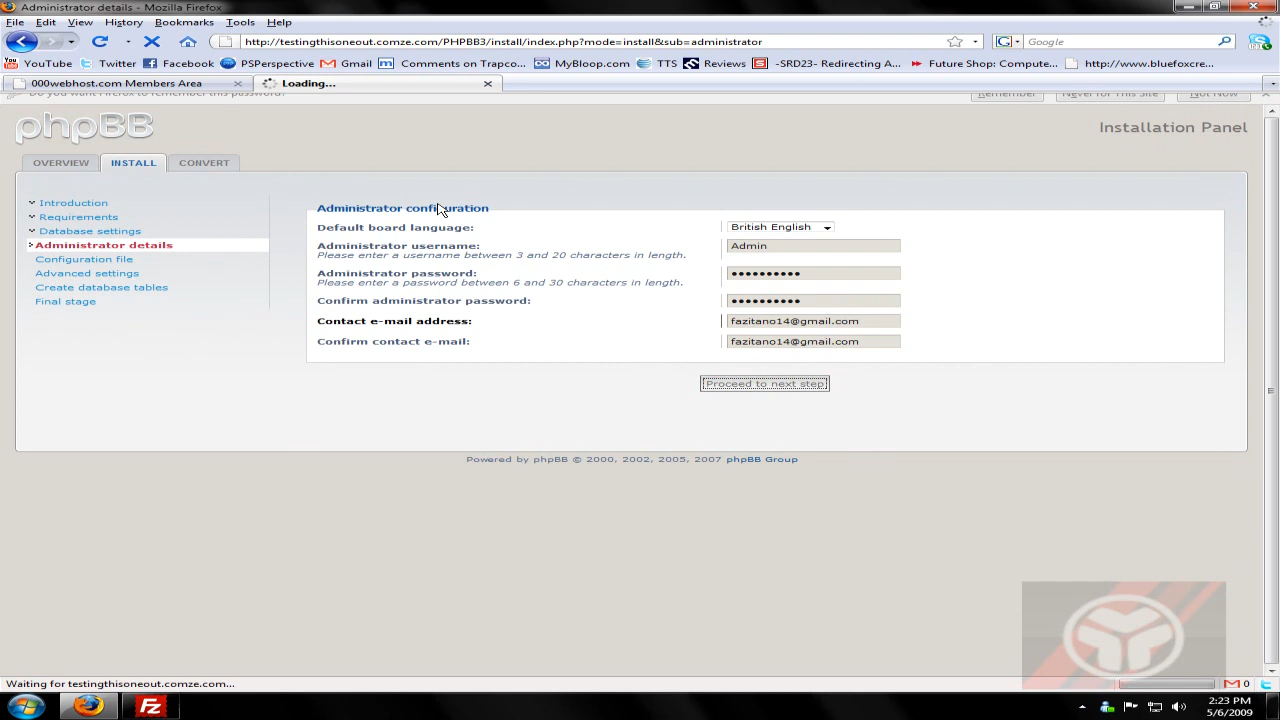 Administrator details - Mozilla Firefox
File Edit View History Bookmarks Tools Help
http://testingthisoneout.comze.com/PHPBB3/install/index.php?mode=install&sub=administrator
Google
YouTube Twitter Facebook PSPerspective Gmail Comments on Trapco... MyBloop.com TTS Reviews -SRD23- Redirecting A... Future Shop: Compute... http://www.bluefoxcre...
000webhost.com Members Area Loading...
Do you want Firefox to remember this password? Remember Never for This Site Not Now
phpBB
Installation Panel
OVERVIEW INSTALL CONVERT
Introduction
Requirements
Database settings
Administrator details
Configuration file
Advanced settings
Create database tables
Final stage
Administrator configuration
Default board language: British English
Administrator username: Admin
Please enter a username between 3 and 20 characters in length.
Administrator password: ••••••••••
Please enter a password between 6 and 30 characters in length.
Confirm administrator password: ••••••••••
Contact e-mail address: fazitano14@gmail.com
Confirm contact e-mail: fazitano14@gmail.com
Proceed to next step
Powered by phpBB © 2000, 2002, 2005, 2007 phpBB Group
Waiting for testingthisoneout.comze.com...
0
2:23 PM
5/6/2009